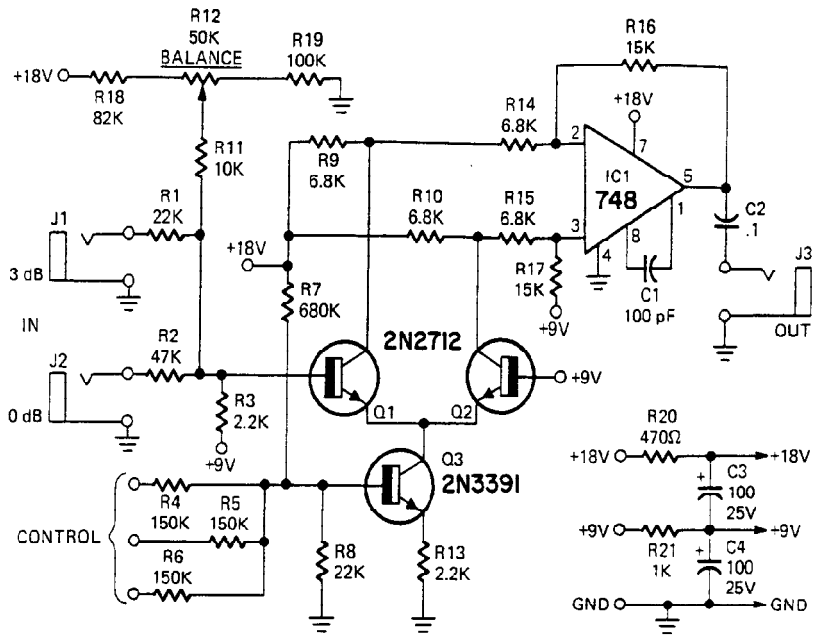 R12
50K
BALANCE
R19
100K
+18V
R18
82K
R11
10K
R16
15K
+18V
R14
6.8K
2
7
IC1
748
5
R9
6.8K
R10
6.8K
R15
6.8K
3
4
8
1
C2
.1
J1
R1
22K
3 dB
+18V
R7
680K
R17
15K
+9V
C1
100 pF
J3
OUT
IN
J2
R2
47K
0 dB
R3
2.2K
+9V
2N2712
Q1
Q2
+9V
Q3
2N3391
CONTROL
R4
150K
R5
150K
R6
150K
R8
22K
R13
2.2K
R20
470Ω
+18V
+18V
+ C3
100
25V
+9V
+9V
R21
1K
+ C4
100
25V
GND
GND